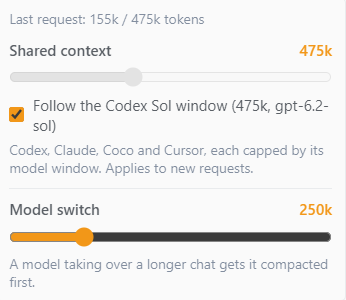 Last request: 155k / 475k tokens
Shared context 475k
Follow the Codex Sol window (475k, gpt-6.2-
sol)
Codex, Claude, Coco and Cursor, each capped by its
model window. Applies to new requests.
Model switch 250k
A model taking over a longer chat gets it compacted
first.